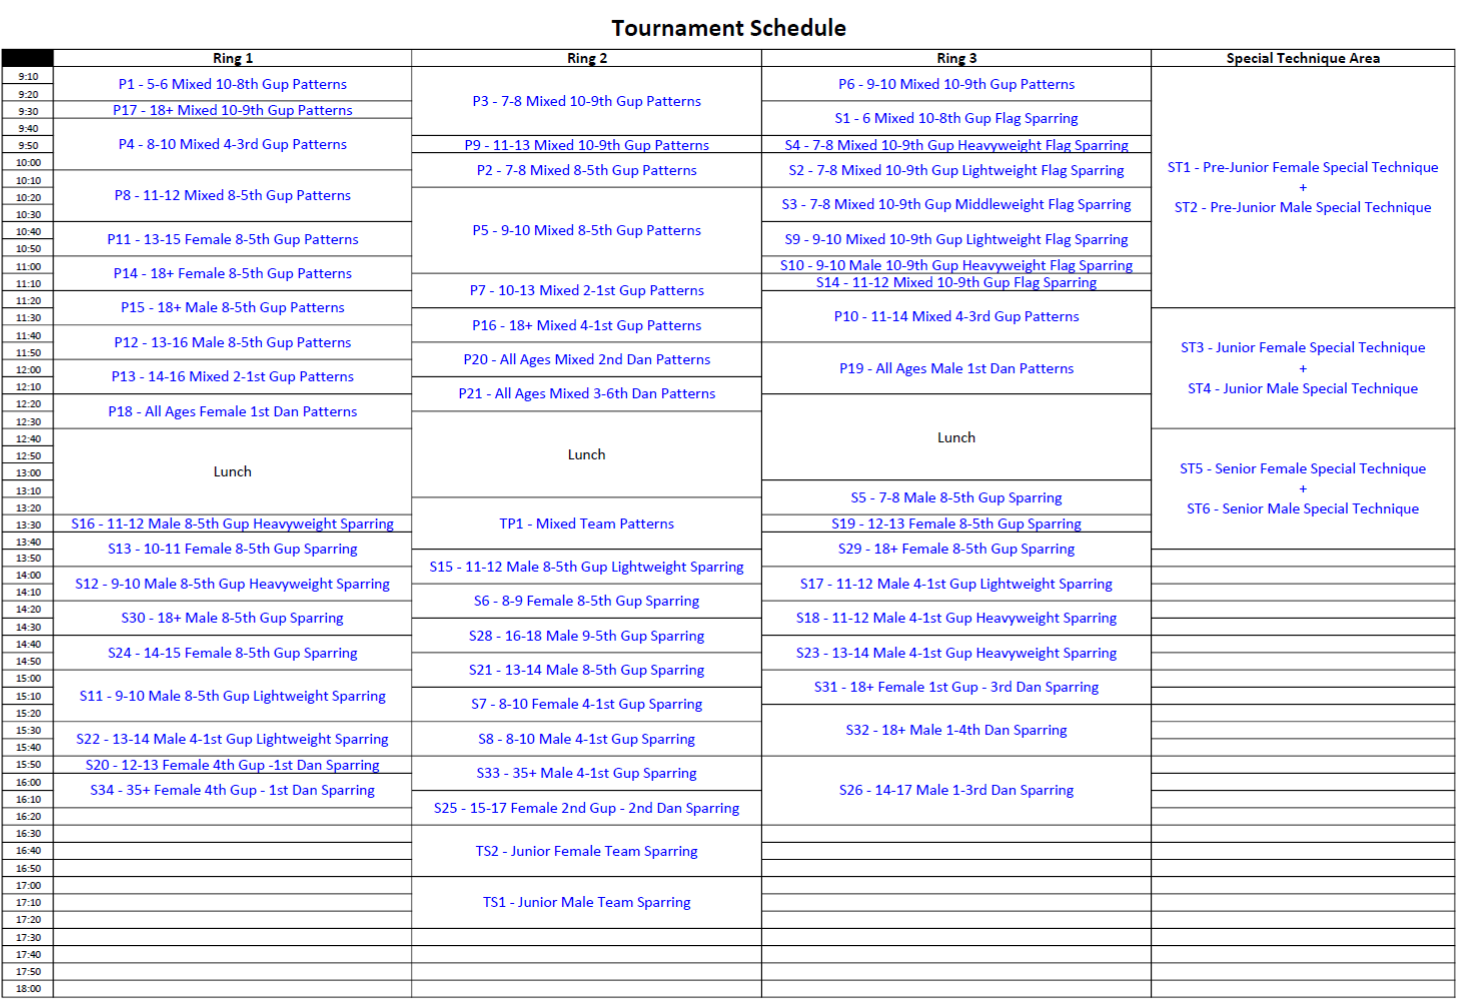 Tournament Schedule
Ring 1 Ring 2 Ring 3 Special Technique Area
9:10
P1 - 5-6 Mixed 10-8th Gup Patterns P6 - 9-10 Mixed 10-9th Gup Patterns
9:20
P3 - 7-8 Mixed 10-9th Gup Patterns
9:30 P17 - 18+ Mixed 10-9th Gup Patterns
S1 - 6 Mixed 10-8th Gup Flag Sparring
9:40
9:50 P4 - 8-10 Mixed 4-3rd Gup Patterns P9 - 11-13 Mixed 10-9th Gup Patterns S4 - 7-8 Mixed 10-9th Gup Heavyweight Flag Sparring
10:00
ST1 - Pre-Junior Female Special Technique
P2 - 7-8 Mixed 8-5th Gup Patterns S2 - 7-8 Mixed 10-9th Gup Lightweight Flag Sparring
10:10
+
P8 - 11-12 Mixed 8-5th Gup Patterns
10:20
S3 - 7-8 Mixed 10-9th Gup Middleweight Flag Sparring
ST2 - Pre-Junior Male Special Technique
10:30
P5 - 9-10 Mixed 8-5th Gup Patterns
10:40
P11 - 13-15 Female 8-5th Gup Patterns S9 - 9-10 Mixed 10-9th Gup Lightweight Flag Sparring
10:50
11:00 S10 - 9-10 Male 10-9th Gup Heavyweight Flag Sparring
P14 - 18+ Female 8-5th Gup Patterns
11:10 S14 - 11-12 Mixed 10-9th Gup Flag Sparring
P7 - 10-13 Mixed 2-1st Gup Patterns
11:20
P15 - 18+ Male 8-5th Gup Patterns
11:30 P10 - 11-14 Mixed 4-3rd Gup Patterns
P16 - 18+ Mixed 4-1st Gup Patterns
11:40
P12 - 13-16 Male 8-5th Gup Patterns
ST3 - Junior Female Special Technique
11:50
P20 - All Ages Mixed 2nd Dan Patterns
12:00 P19 - All Ages Male 1st Dan Patterns
+
P13 - 14-16 Mixed 2-1st Gup Patterns
12:10
ST4 - Junior Male Special Technique
P21 - All Ages Mixed 3-6th Dan Patterns
12:20
P18 - All Ages Female 1st Dan Patterns
12:30
12:40 Lunch
12:50 Lunch
13:00 Lunch
ST5 - Senior Female Special Technique
13:10
+
S5 - 7-8 Male 8-5th Gup Sparring
13:20
ST6 - Senior Male Special Technique
13:30 S16 - 11-12 Male 8-5th Gup Heavyweight Sparring TP1 - Mixed Team Patterns S19 - 12-13 Female 8-5th Gup Sparring
13:40
S13 - 10-11 Female 8-5th Gup Sparring S29 - 18+ Female 8-5th Gup Sparring
13:50
S15 - 11-12 Male 8-5th Gup Lightweight Sparring
14:00
S12 - 9-10 Male 8-5th Gup Heavyweight Sparring S17 - 11-12 Male 4-1st Gup Lightweight Sparring
14:10
S6 - 8-9 Female 8-5th Gup Sparring
14:20
S30 - 18+ Male 8-5th Gup Sparring S18 - 11-12 Male 4-1st Gup Heavyweight Sparring
14:30
S28 - 16-18 Male 9-5th Gup Sparring
14:40
S24 - 14-15 Female 8-5th Gup Sparring S23 - 13-14 Male 4-1st Gup Heavyweight Sparring
14:50
S21 - 13-14 Male 8-5th Gup Sparring
15:00
S31 - 18+ Female 1st Gup - 3rd Dan Sparring
15:10 S11 - 9-10 Male 8-5th Gup Lightweight Sparring
S7 - 8-10 Female 4-1st Gup Sparring
15:20
15:30 S32 - 18+ Male 1-4th Dan Sparring
S22 - 13-14 Male 4-1st Gup Lightweight Sparring S8 - 8-10 Male 4-1st Gup Sparring
15:40
15:50 S20 - 12-13 Female 4th Gup -1st Dan Sparring
S33 - 35+ Male 4-1st Gup Sparring
16:00
S34 - 35+ Female 4th Gup - 1st Dan Sparring S26 - 14-17 Male 1-3rd Dan Sparring
16:10
S25 - 15-17 Female 2nd Gup - 2nd Dan Sparring
16:20
16:30
16:40 TS2 - Junior Female Team Sparring
16:50
17:00
17:10 TS1 - Junior Male Team Sparring
17:20
17:30
17:40
17:50
18:00